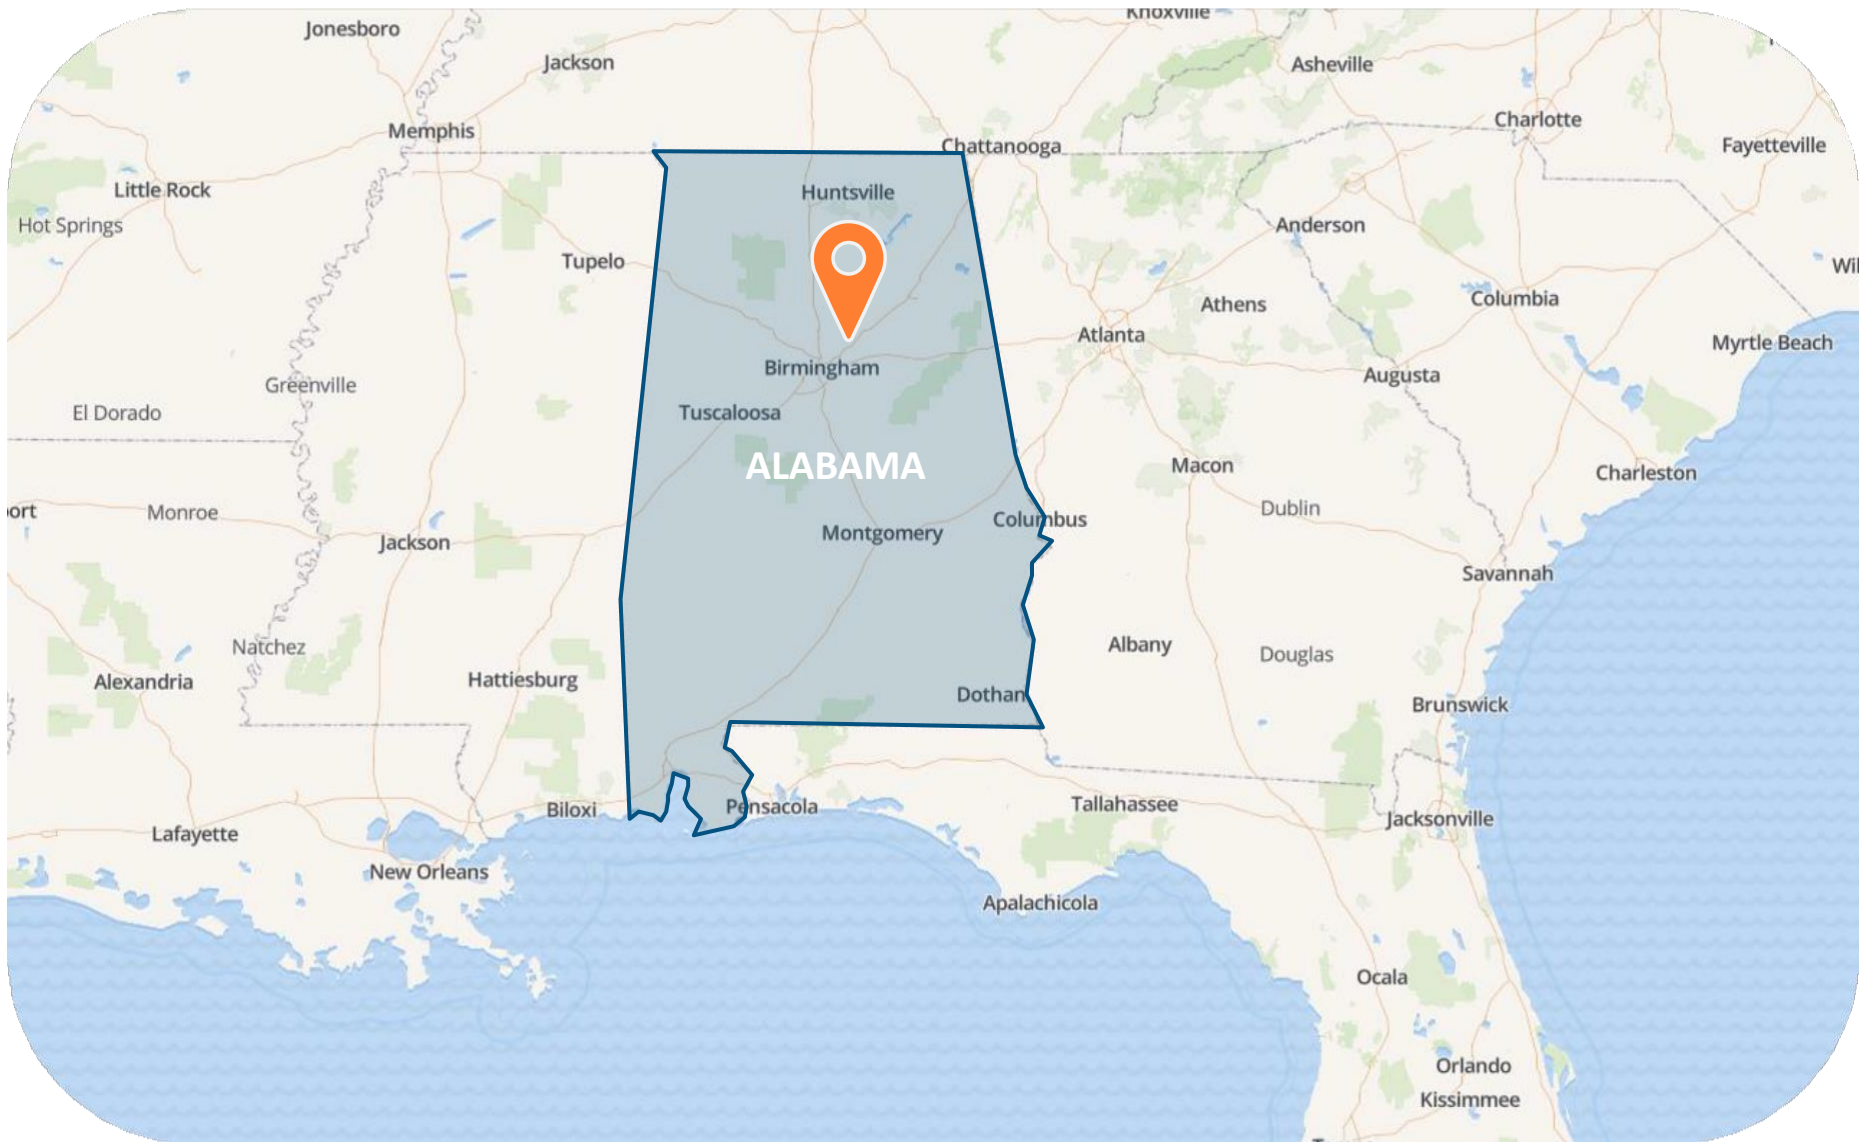 Knoxville
Jonesboro
Jackson
Asheville
Memphis
Charlotte
Chattanooga
Fayetteville
Little Rock
Huntsville
Hot Springs
Anderson
Tupelo
Wil
Columbia
Athens
Atlanta
Myrtle Beach
Birmingham
Augusta
Greenville
El Dorado
Tuscaloosa
ALABAMA
Macon
Charleston
ort
Monroe
Dublin
Columbus
Montgomery
Jackson
Savannah
Natchez
Albany
Douglas
Alexandria
Hattiesburg
Dothan
Brunswick
Biloxi
Pensacola
Tallahassee
Jacksonville
Lafayette
New Orleans
Apalachicola
Ocala
Orlando
Kissimmee